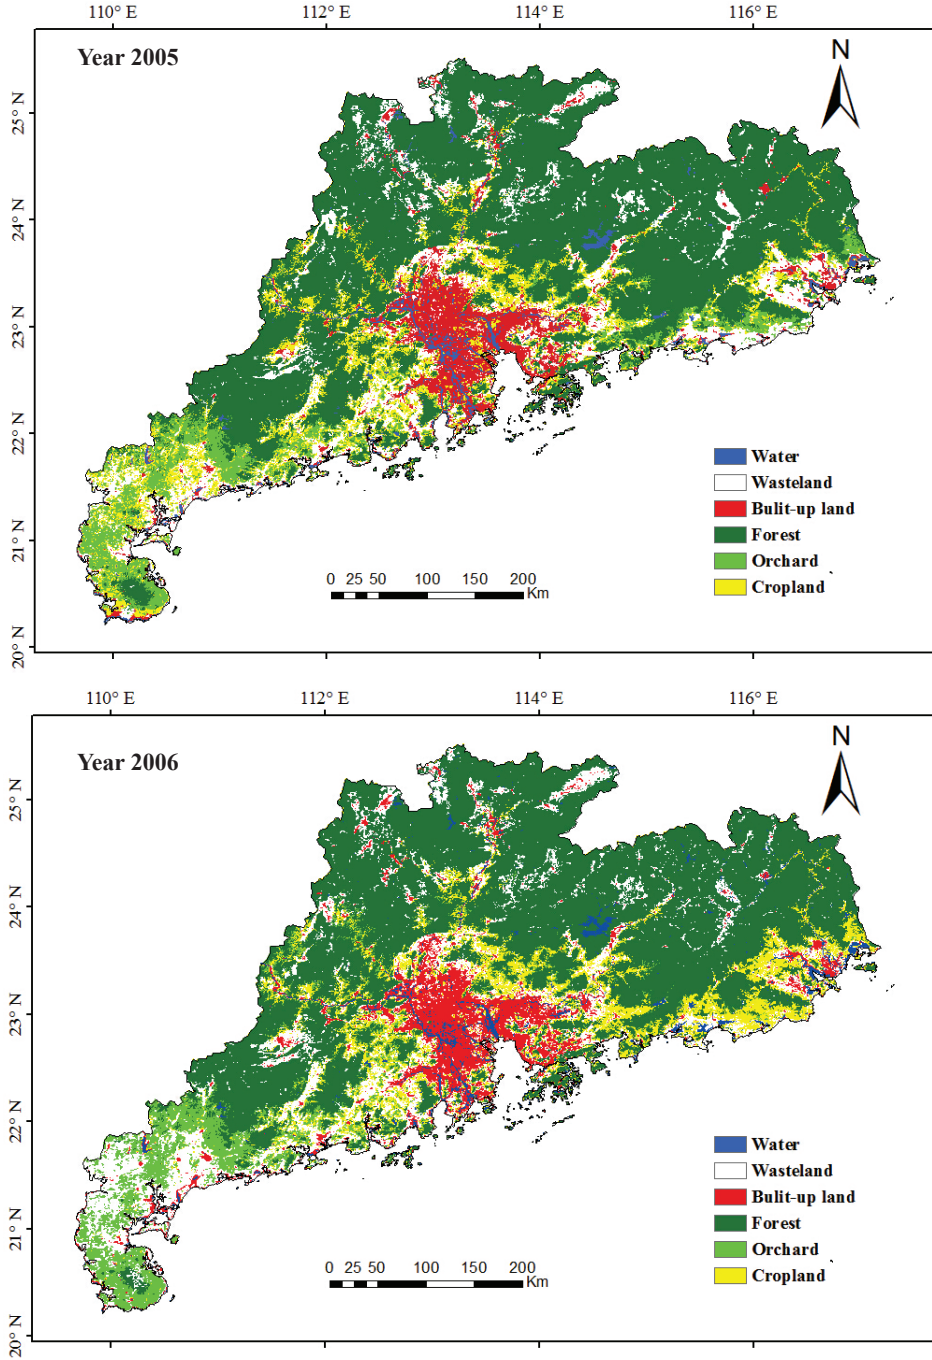 110° E 112° E 114° E 116° E
Year 2005
N
25° N
24° N
23° N
22° N
21° N
20° N
Water
Wasteland
Bulit-up land
Forest
Orchard
Cropland
0 25 50 100 150 200
Km
110° E 112° E 114° E 116° E
Year 2006
N
25° N
24° N
23° N
22° N
21° N
20° N
Water
Wasteland
Bulit-up land
Forest
Orchard
Cropland
0 25 50 100 150 200
Km